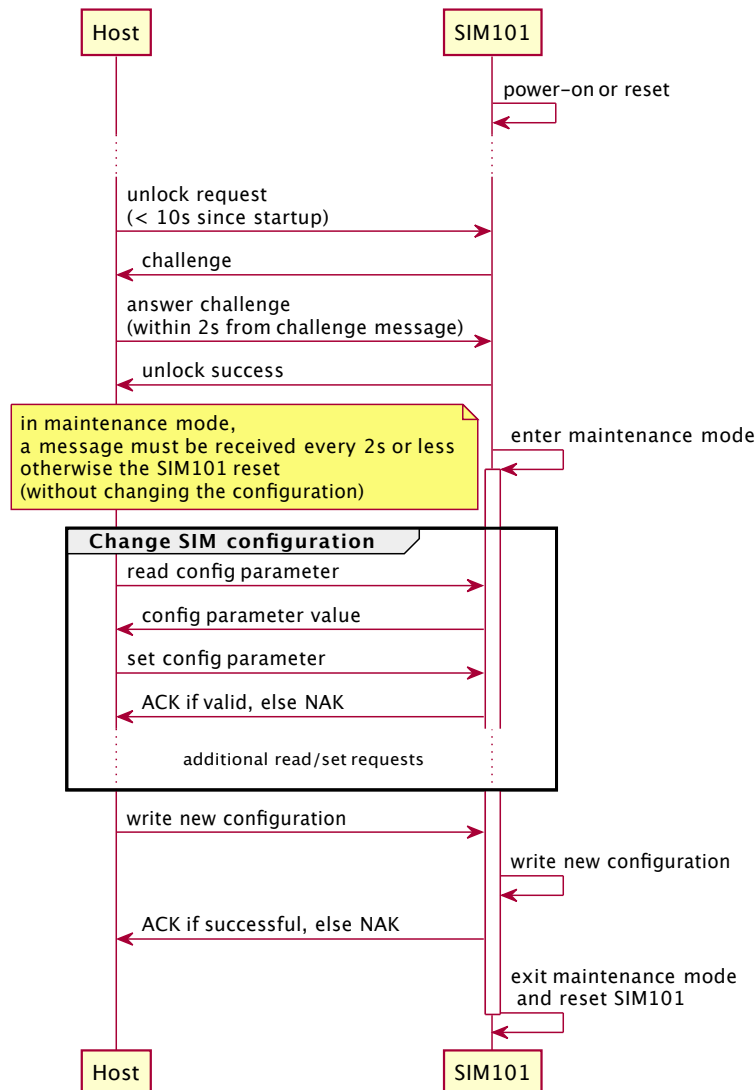 Host
SIM101
power-on or reset
unlock request
(< 10s since startup)
challenge
answer challenge
(within 2s from challenge message)
unlock success
in maintenance mode,
a message must be received every 2s or less
otherwise the SIM101 reset
(without changing the configuration)
enter maintenance mode
Change SIM configuration
read config parameter
config parameter value
set config parameter
ACK if valid, else NAK
additional read/set requests
write new configuration
write new configuration
ACK if successful, else NAK
exit maintenance mode
and reset SIM101
Host
SIM101